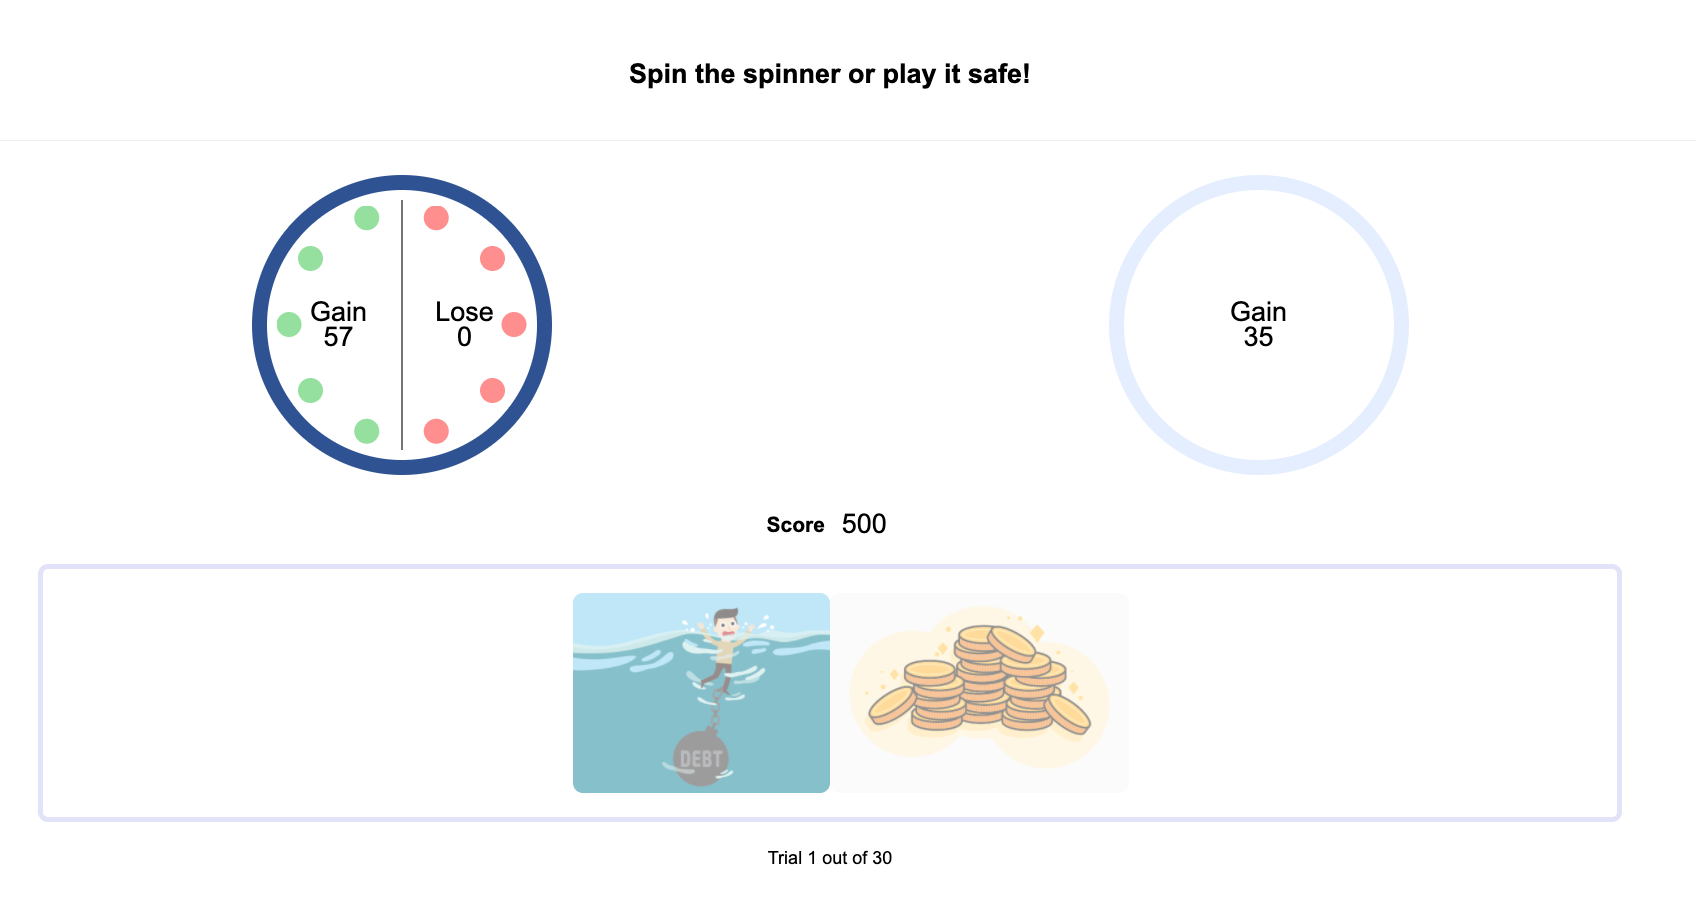 Spin the spinner or play it safe!
Gain
57
Lose
0
Gain
35
Score 500
DEBT
Trial 1 out of 30